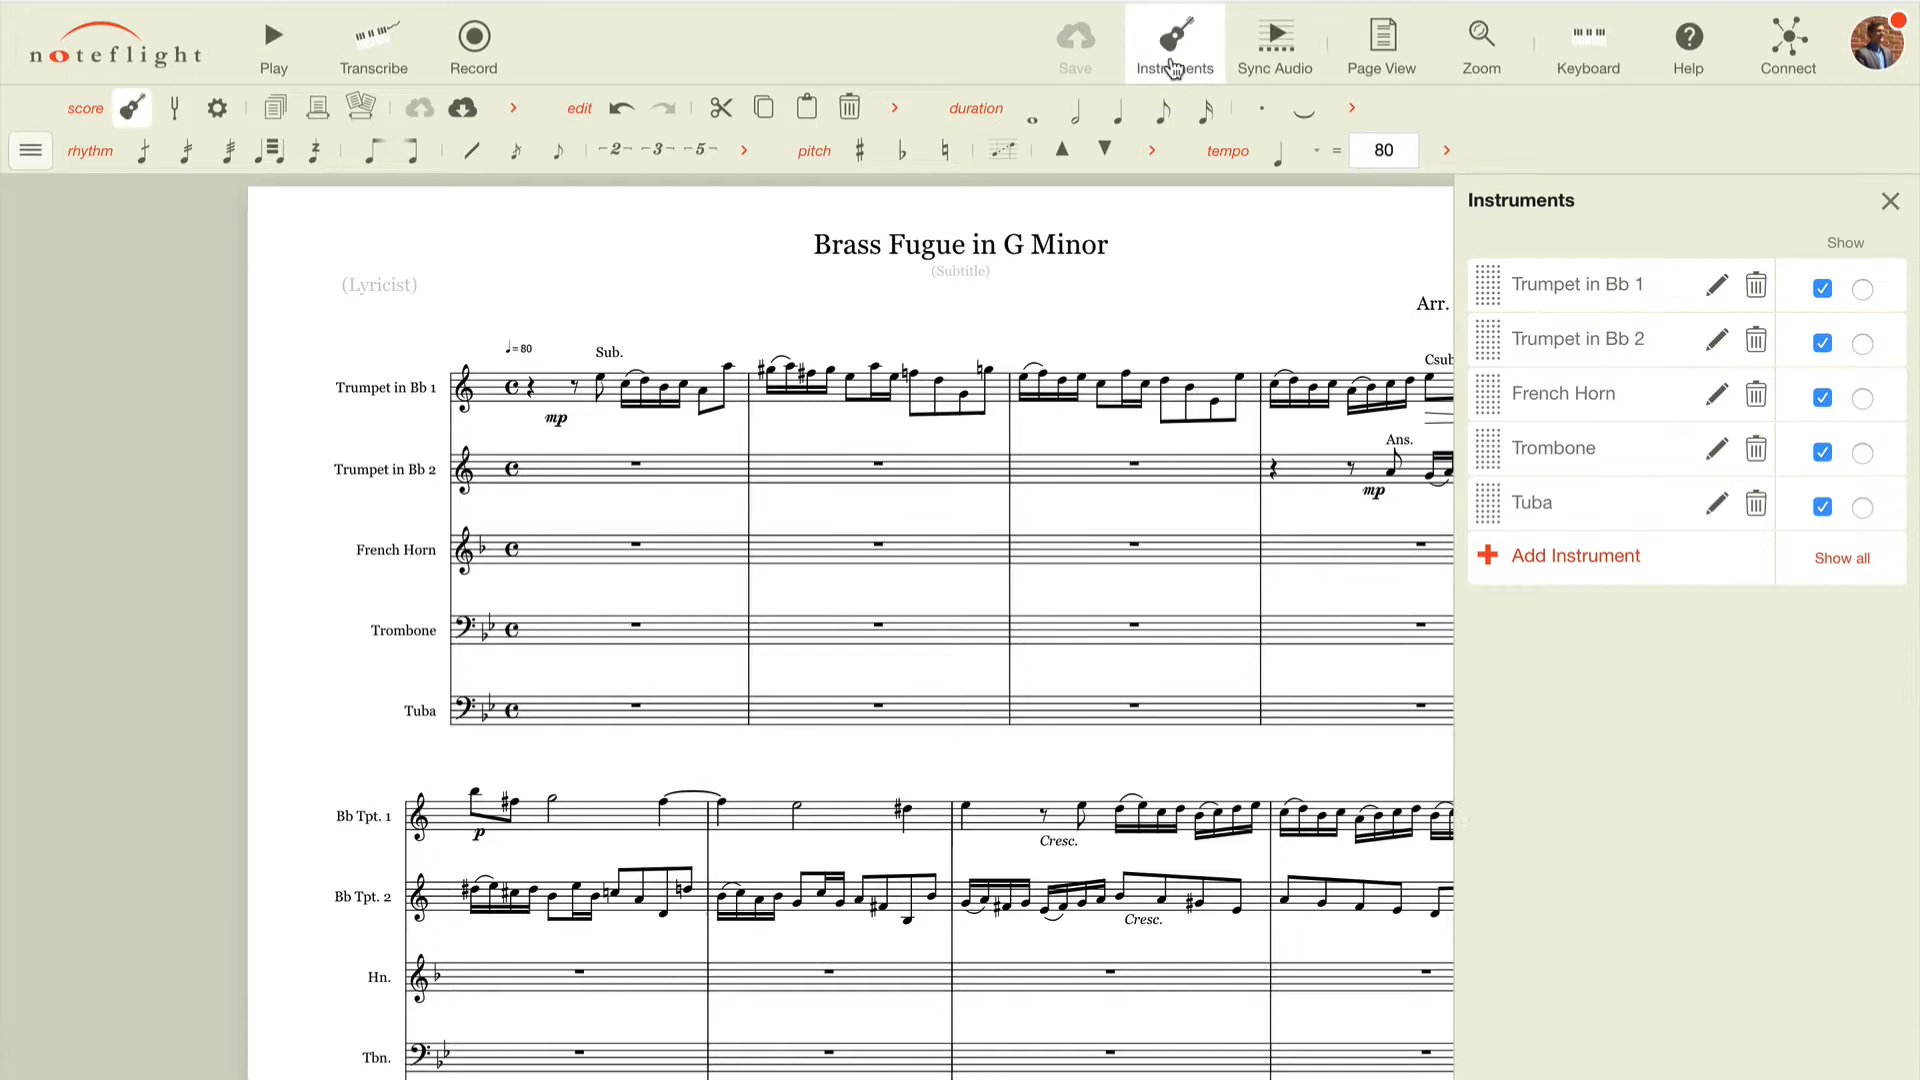 noteflight
Play
Transcribe
Record
Save
Instruments
Sync Audio
Page View
Zoom
Keyboard
Help
Connect
score
edit
duration
rhythm
-2-
-3-
-5-
pitch
tempo
=
80
Brass Fugue in G Minor
(Subtitle)
(Lyricist)
Arr.
= 80
Sub.
Csub
Trumpet in Bb 1
mp
Ans.
Trumpet in Bb 2
mp
French Horn
Trombone
Tuba
Bb Tpt. 1
p
Cresc.
Bb Tpt. 2
Cresc.
Hn.
Tbn.
Instruments
Show
Trumpet in Bb 1
Trumpet in Bb 2
French Horn
Trombone
Tuba
Add Instrument
Show all